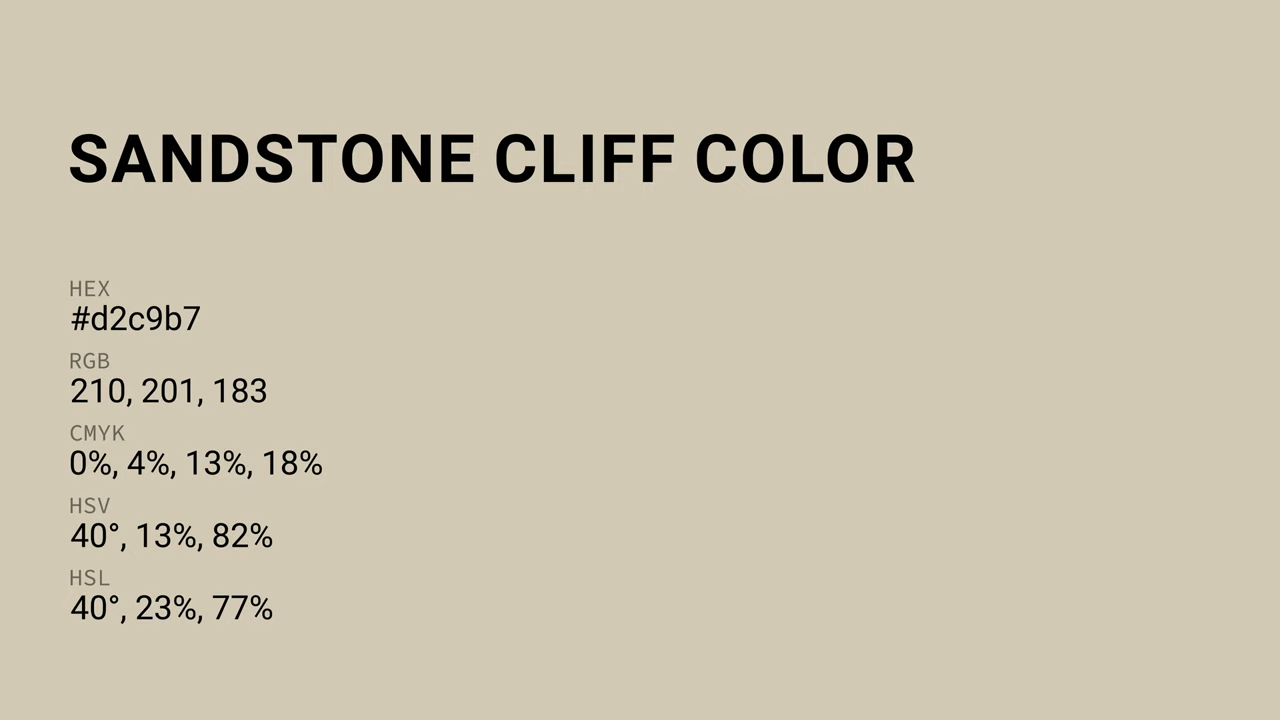 SANDSTONE CLIFF COLOR
HEX
#d2c9b7
RGB
210, 201, 183
CMYK
0%, 4%, 13%, 18%
HSV
40°, 13%, 82%
HSL
40°, 23%, 77%